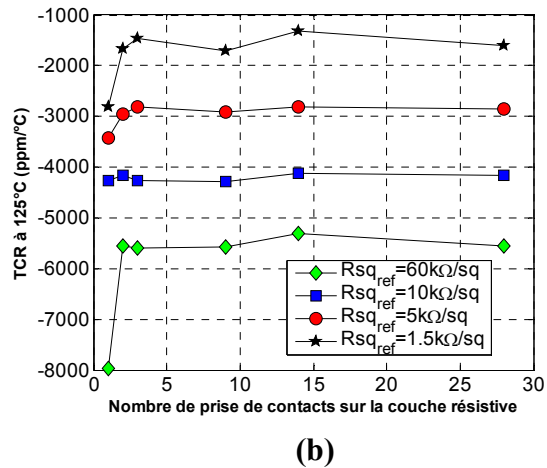 -1000
-2000
-3000
-4000
-5000
-6000
-7000
-8000
TCR à 125°C (ppm/°C)
Rsq_ref=60kΩ/sq
Rsq_ref=10kΩ/sq
Rsq_ref=5kΩ/sq
Rsq_ref=1.5kΩ/sq
0 5 10 15 20 25 30
Nombre de prise de contacts sur la couche résistive
(b)